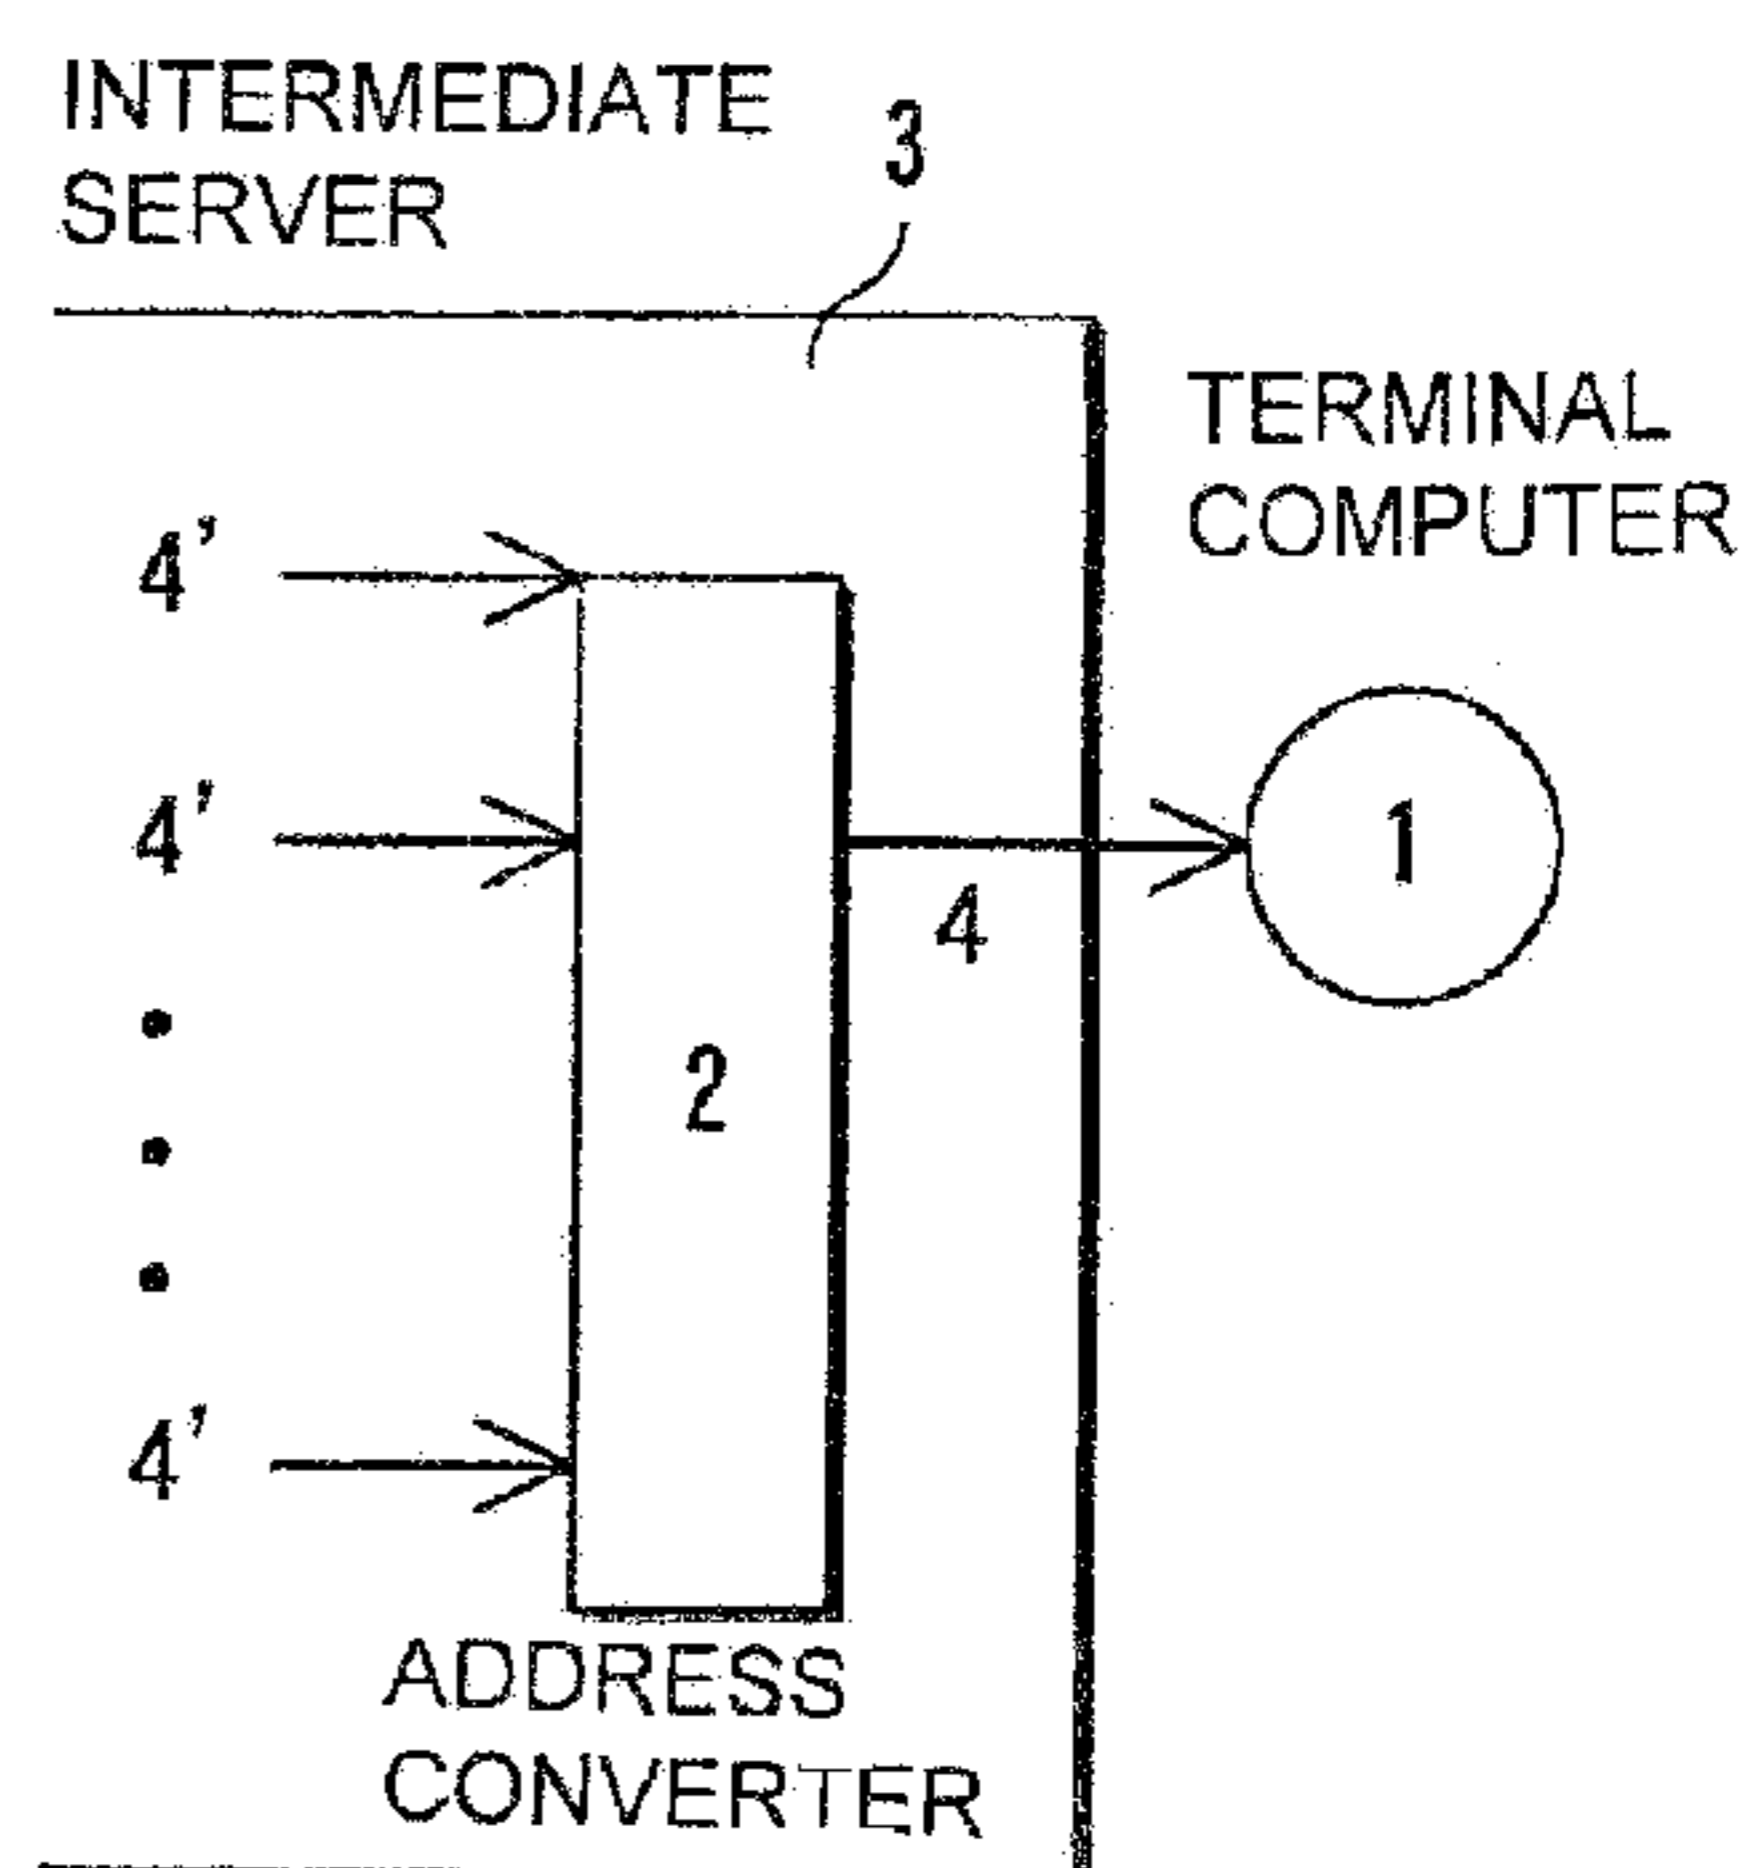 INTERMEDIATE
SERVER
3
TERMINAL
COMPUTER
4'
4'
1
4
2
4'
ADDRESS
CONVERTER